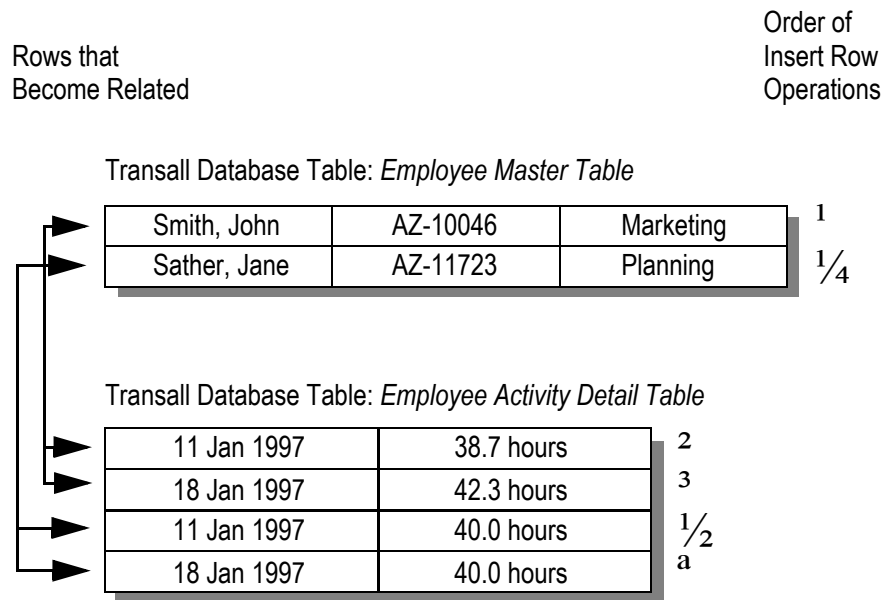 Rows that
Become Related
Order of
Insert Row
Operations
Transall Database Table: Employee Master Table
Smith, John AZ-10046 Marketing 1
Sather, Jane AZ-11723 Planning 1/4
Transall Database Table: Employee Activity Detail Table
11 Jan 1997 38.7 hours 2
18 Jan 1997 42.3 hours 3
11 Jan 1997 40.0 hours 1/2
18 Jan 1997 40.0 hours a